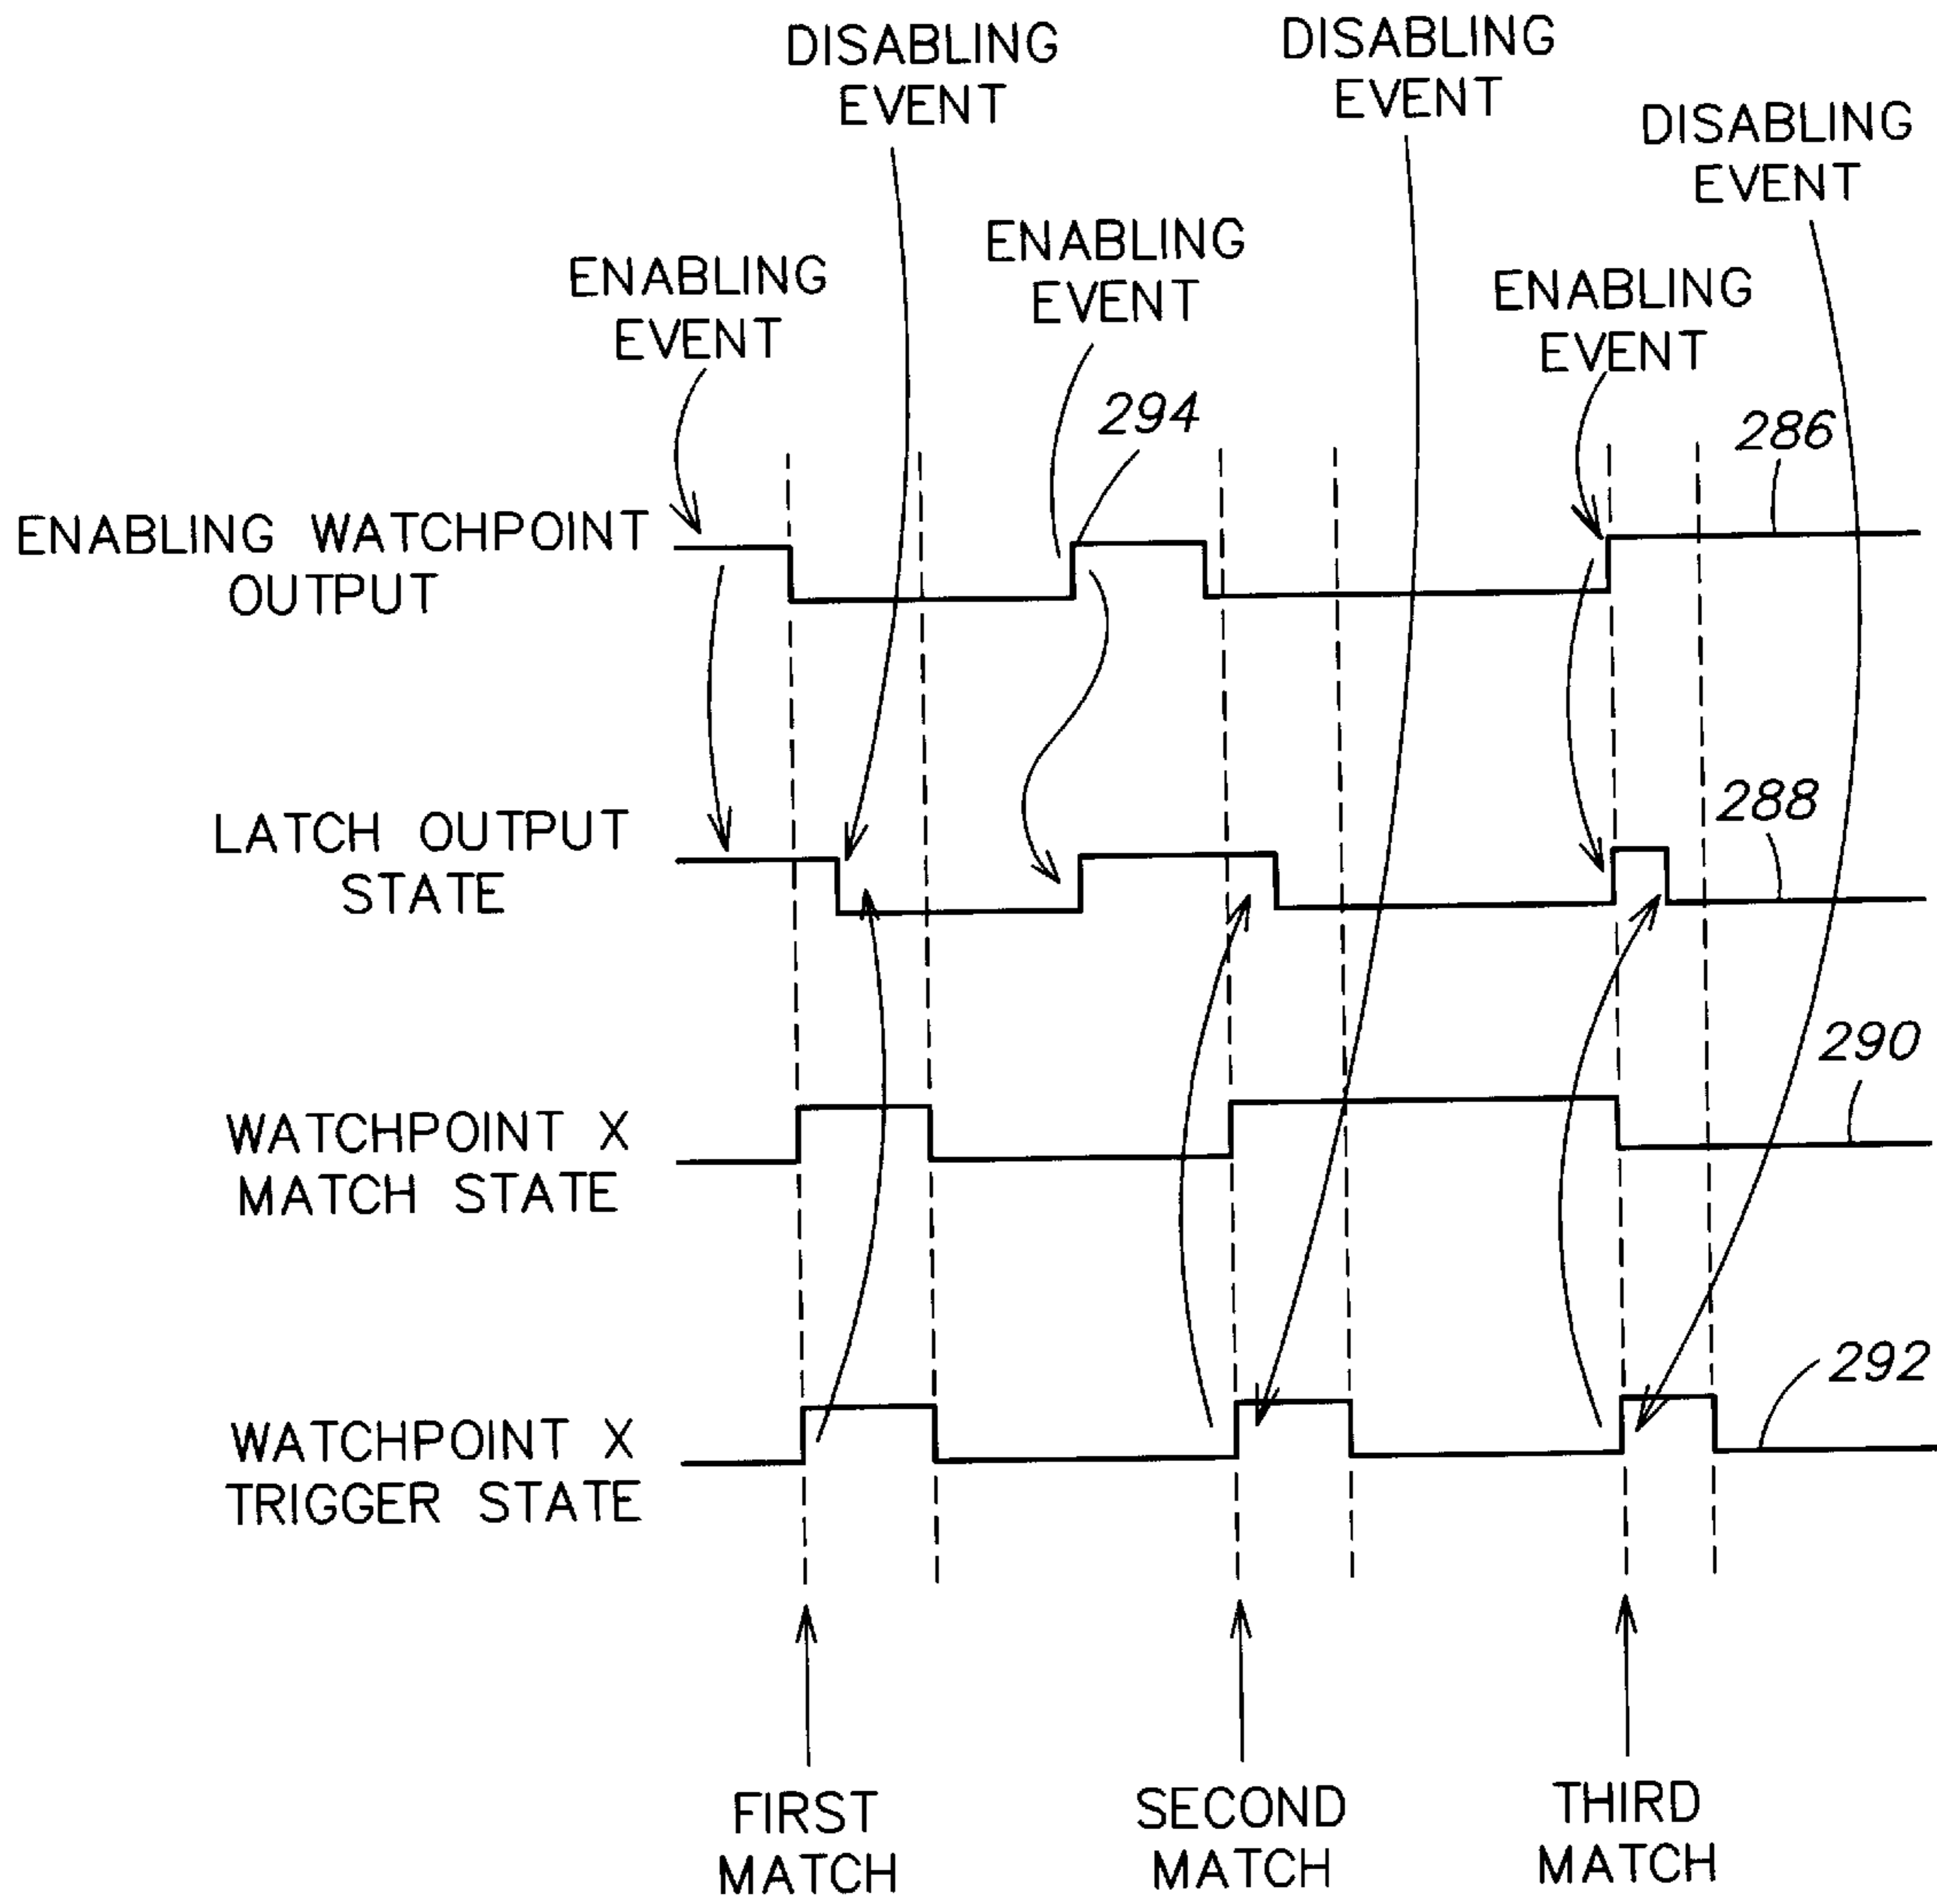 DISABLING
EVENT
DISABLING
EVENT
DISABLING
EVENT
ENABLING
EVENT
ENABLING
EVENT
ENABLING
EVENT
294
286
ENABLING WATCHPOINT
OUTPUT
288
LATCH OUTPUT
STATE
290
WATCHPOINT X
MATCH STATE
292
WATCHPOINT X
TRIGGER STATE
FIRST
MATCH
SECOND
MATCH
THIRD
MATCH